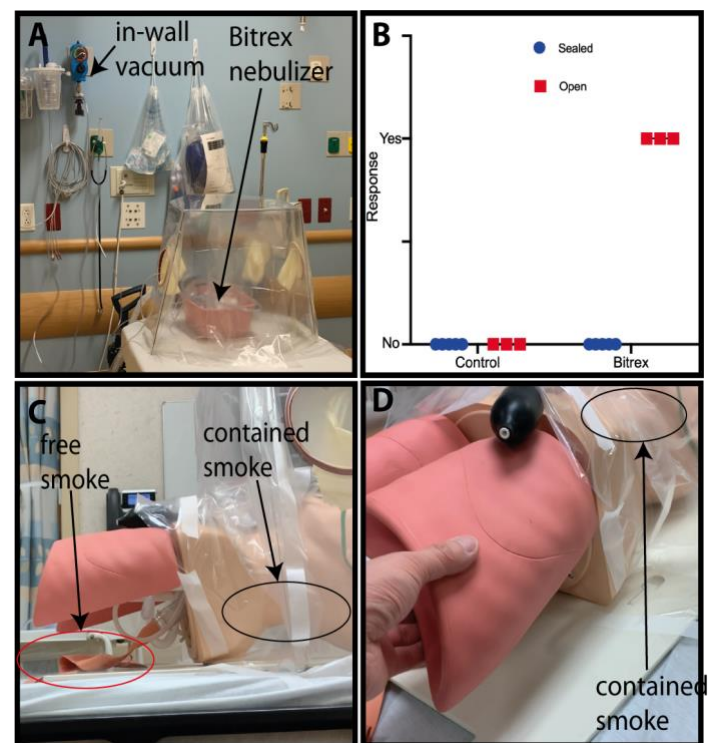 A
in-wall
vacuum
Bitrex
nebulizer
B
Sealed
Open
Yes
Response
No
Control
Bitrex
C
free
smoke
contained
smoke
D
contained
smoke